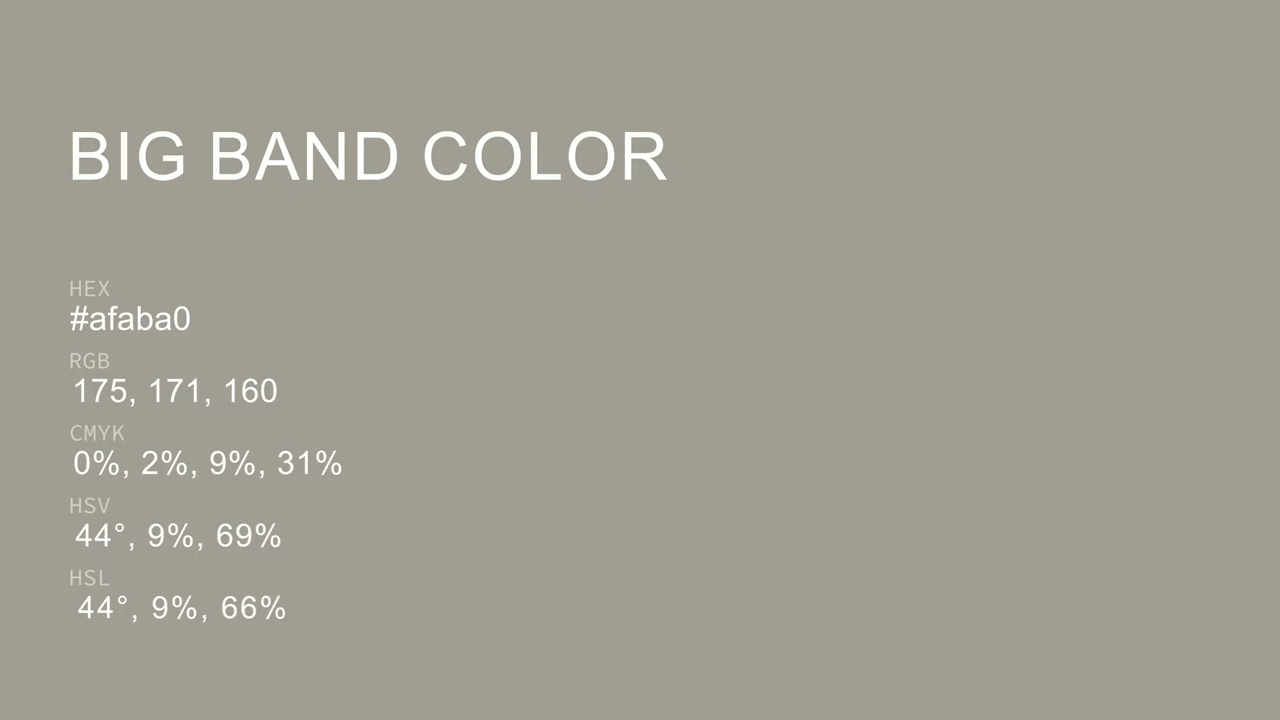 BIG BAND COLOR
HEX
#afaba0
RGB
175, 171, 160
CMYK
0%, 2%, 9%, 31%
HSV
44°, 9%, 69%
HSL
44°, 9%, 66%